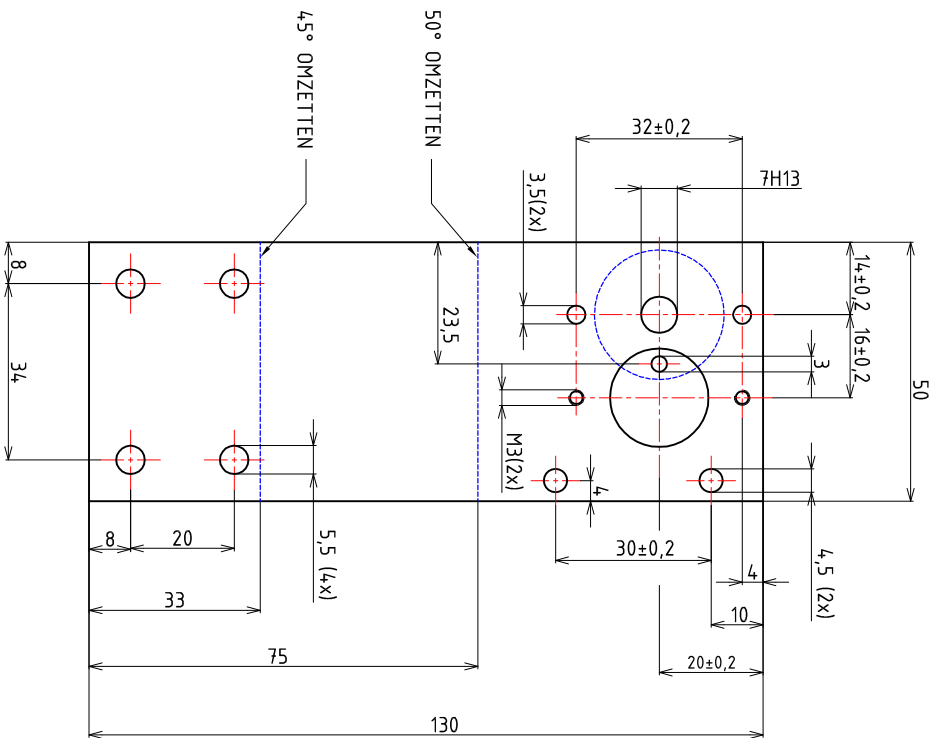 45° OMZETTEN
50° OMZETTEN
32±0,2
7H13
3,5(2x)
14±0,2
16±0,2
3
50
8
34
23,5
M3(2x)
4
8
20
5,5 (4x)
30±0,2
4
4,5 (2x)
10
33
75
20±0,2
130